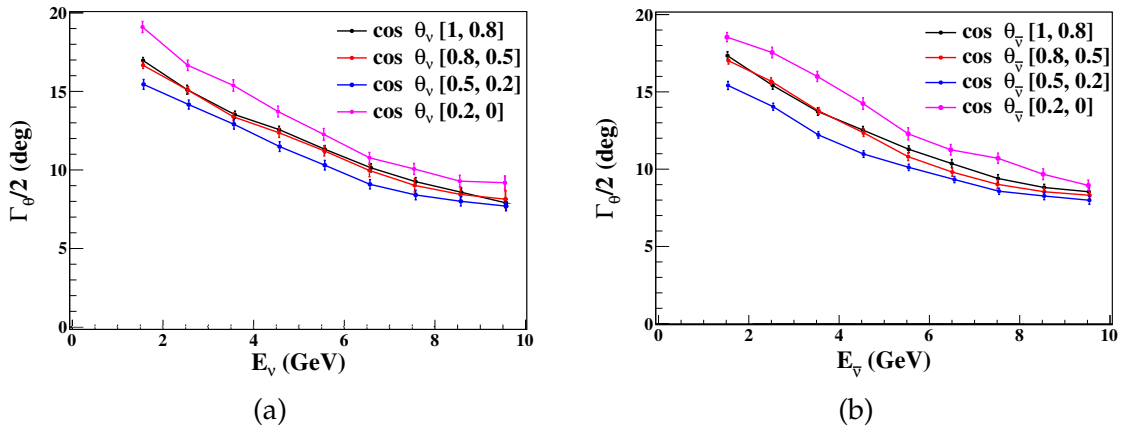 20
15
10
5
0
Γθ/2 (deg)
cos θν [1, 0.8]
cos θν [0.8, 0.5]
cos θν [0.5, 0.2]
cos θν [0.2, 0]
0 2 4 6 8 10
Eν (GeV)
(a)
20
15
10
5
0
Γθ/2 (deg)
cos θν̅ [1, 0.8]
cos θν̅ [0.8, 0.5]
cos θν̅ [0.5, 0.2]
cos θν̅ [0.2, 0]
0 2 4 6 8 10
Eν̅ (GeV)
(b)